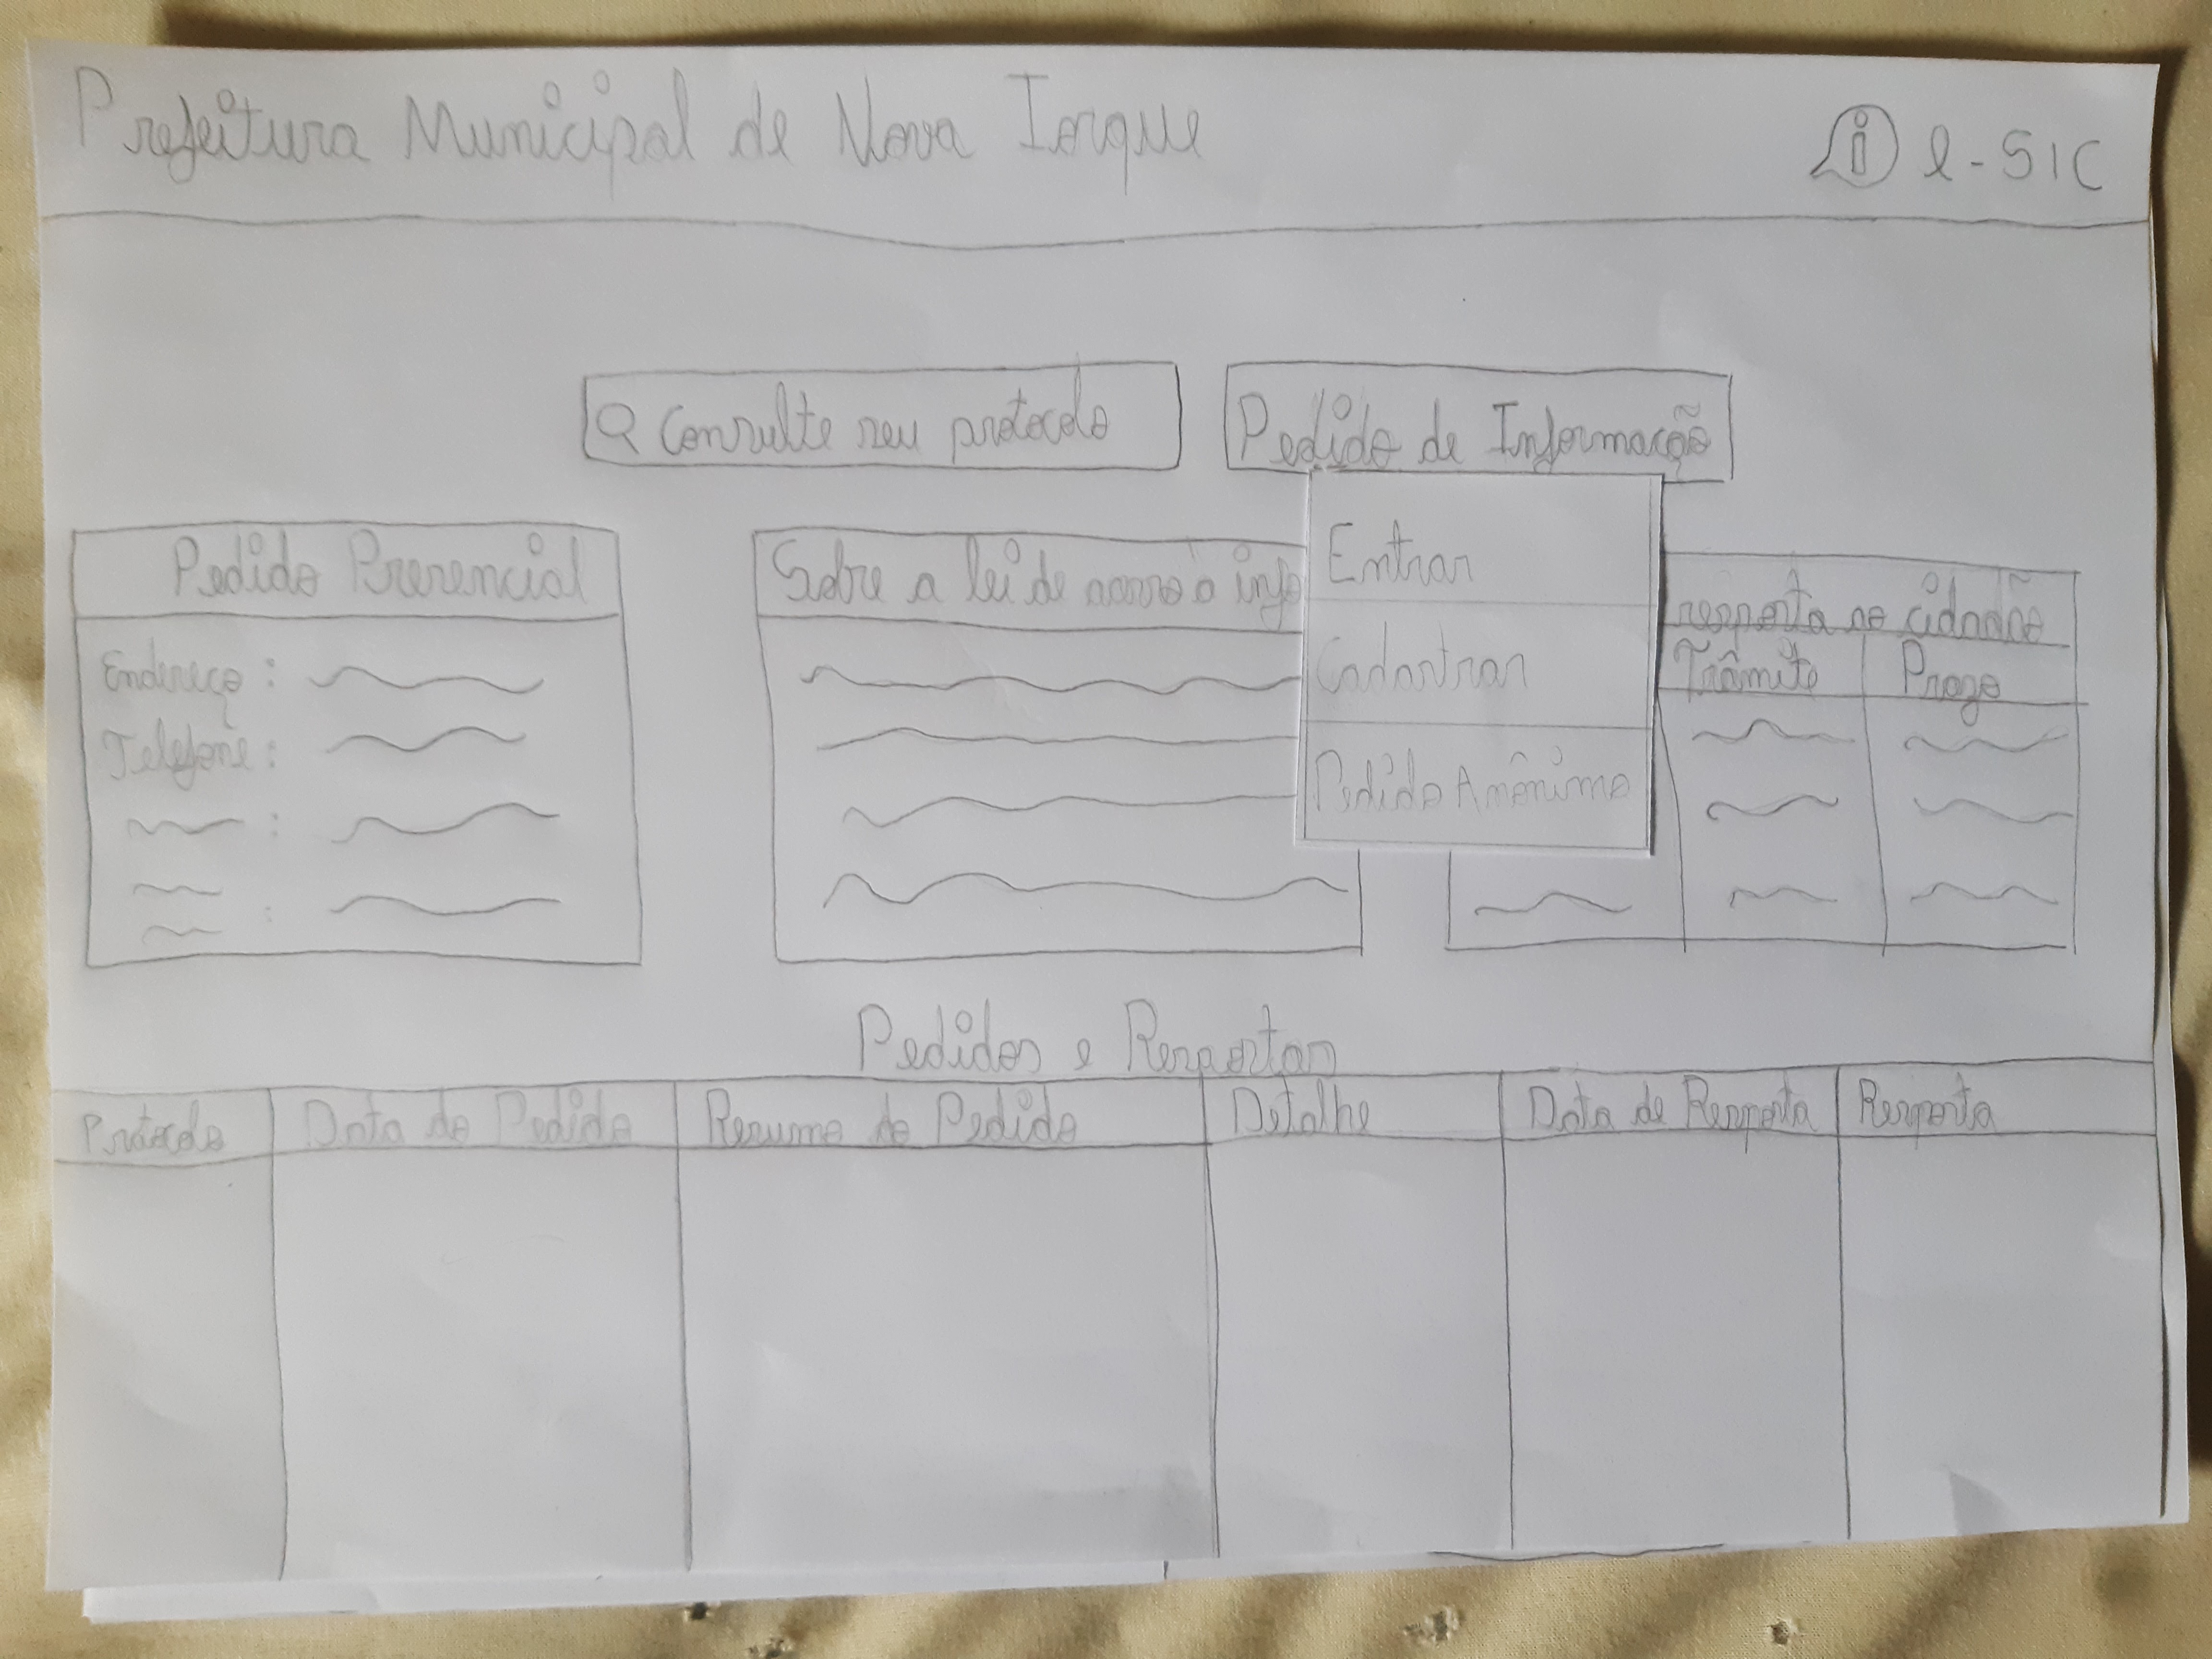 Prefeitura Municipal de Nova Iorque
i e-SIC
Consulte seu protocolo
Pedido de Informação
Entrar
Cadastrar
Pedido Anônimo
Pedido Presencial
Endereço :
Telefone :
Sobre a lei de acesso a info
resposta ao cidadão
Trâmite Prazo
Pedidos e Respostas
Protocolo Data do Pedido Resumo do Pedido Detalhe Data de Resposta Resposta